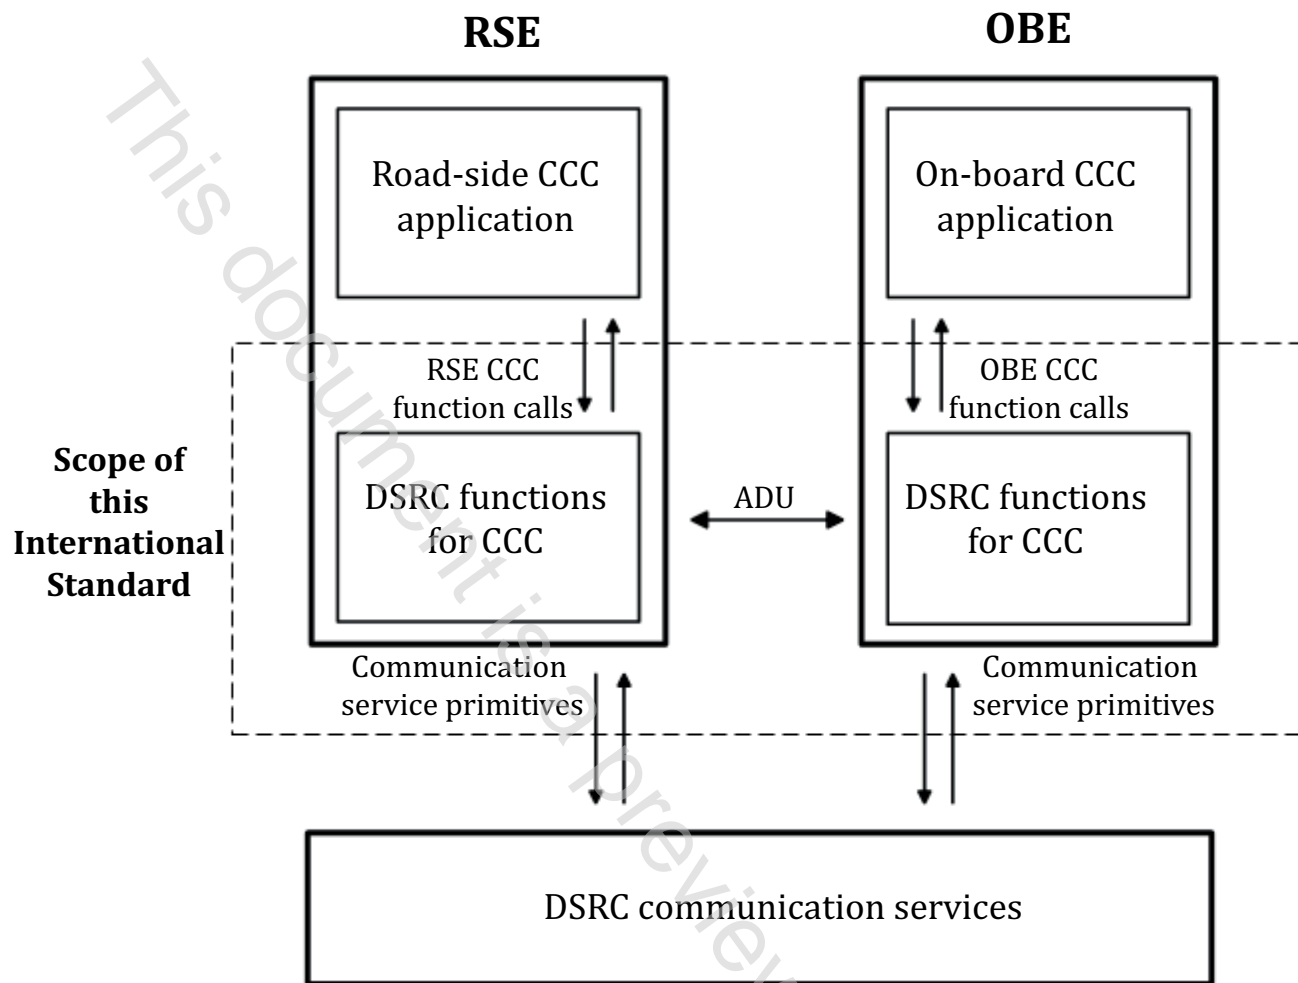 RSE
OBE
Road-side CCC
application
On-board CCC
application
RSE CCC
function calls
OBE CCC
function calls
Scope of
this
International
Standard
DSRC functions
for CCC
ADU
DSRC functions
for CCC
Communication
service primitives
Communication
service primitives
DSRC communication services
This document is a preview